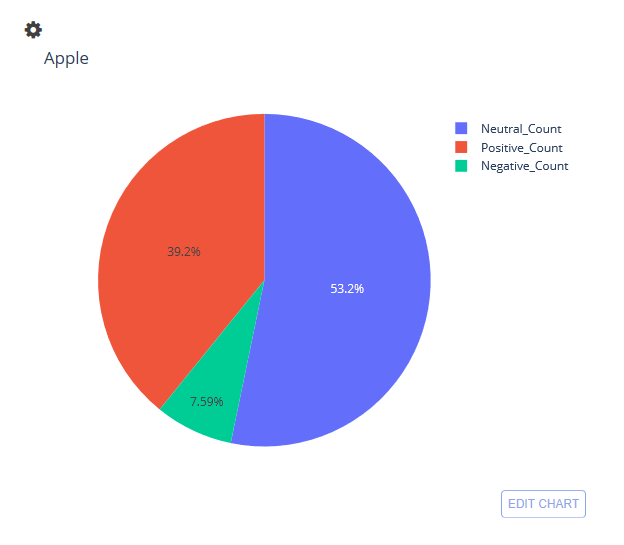 Apple
Neutral_Count
Positive_Count
Negative_Count
39.2%
53.2%
7.59%
EDIT CHART